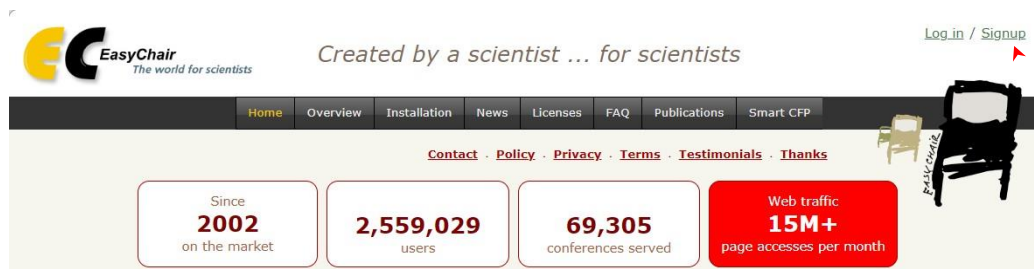 EC EasyChair
The world for scientists
Created by a scientist ... for scientists
Log in / Signup
Home Overview Installation News Licenses FAQ Publications Smart CFP
Contact . Policy . Privacy . Terms . Testimonials . Thanks
EASYCHAIR
Since
2002
on the market
2,559,029
users
69,305
conferences served
Web traffic
15M+
page accesses per month